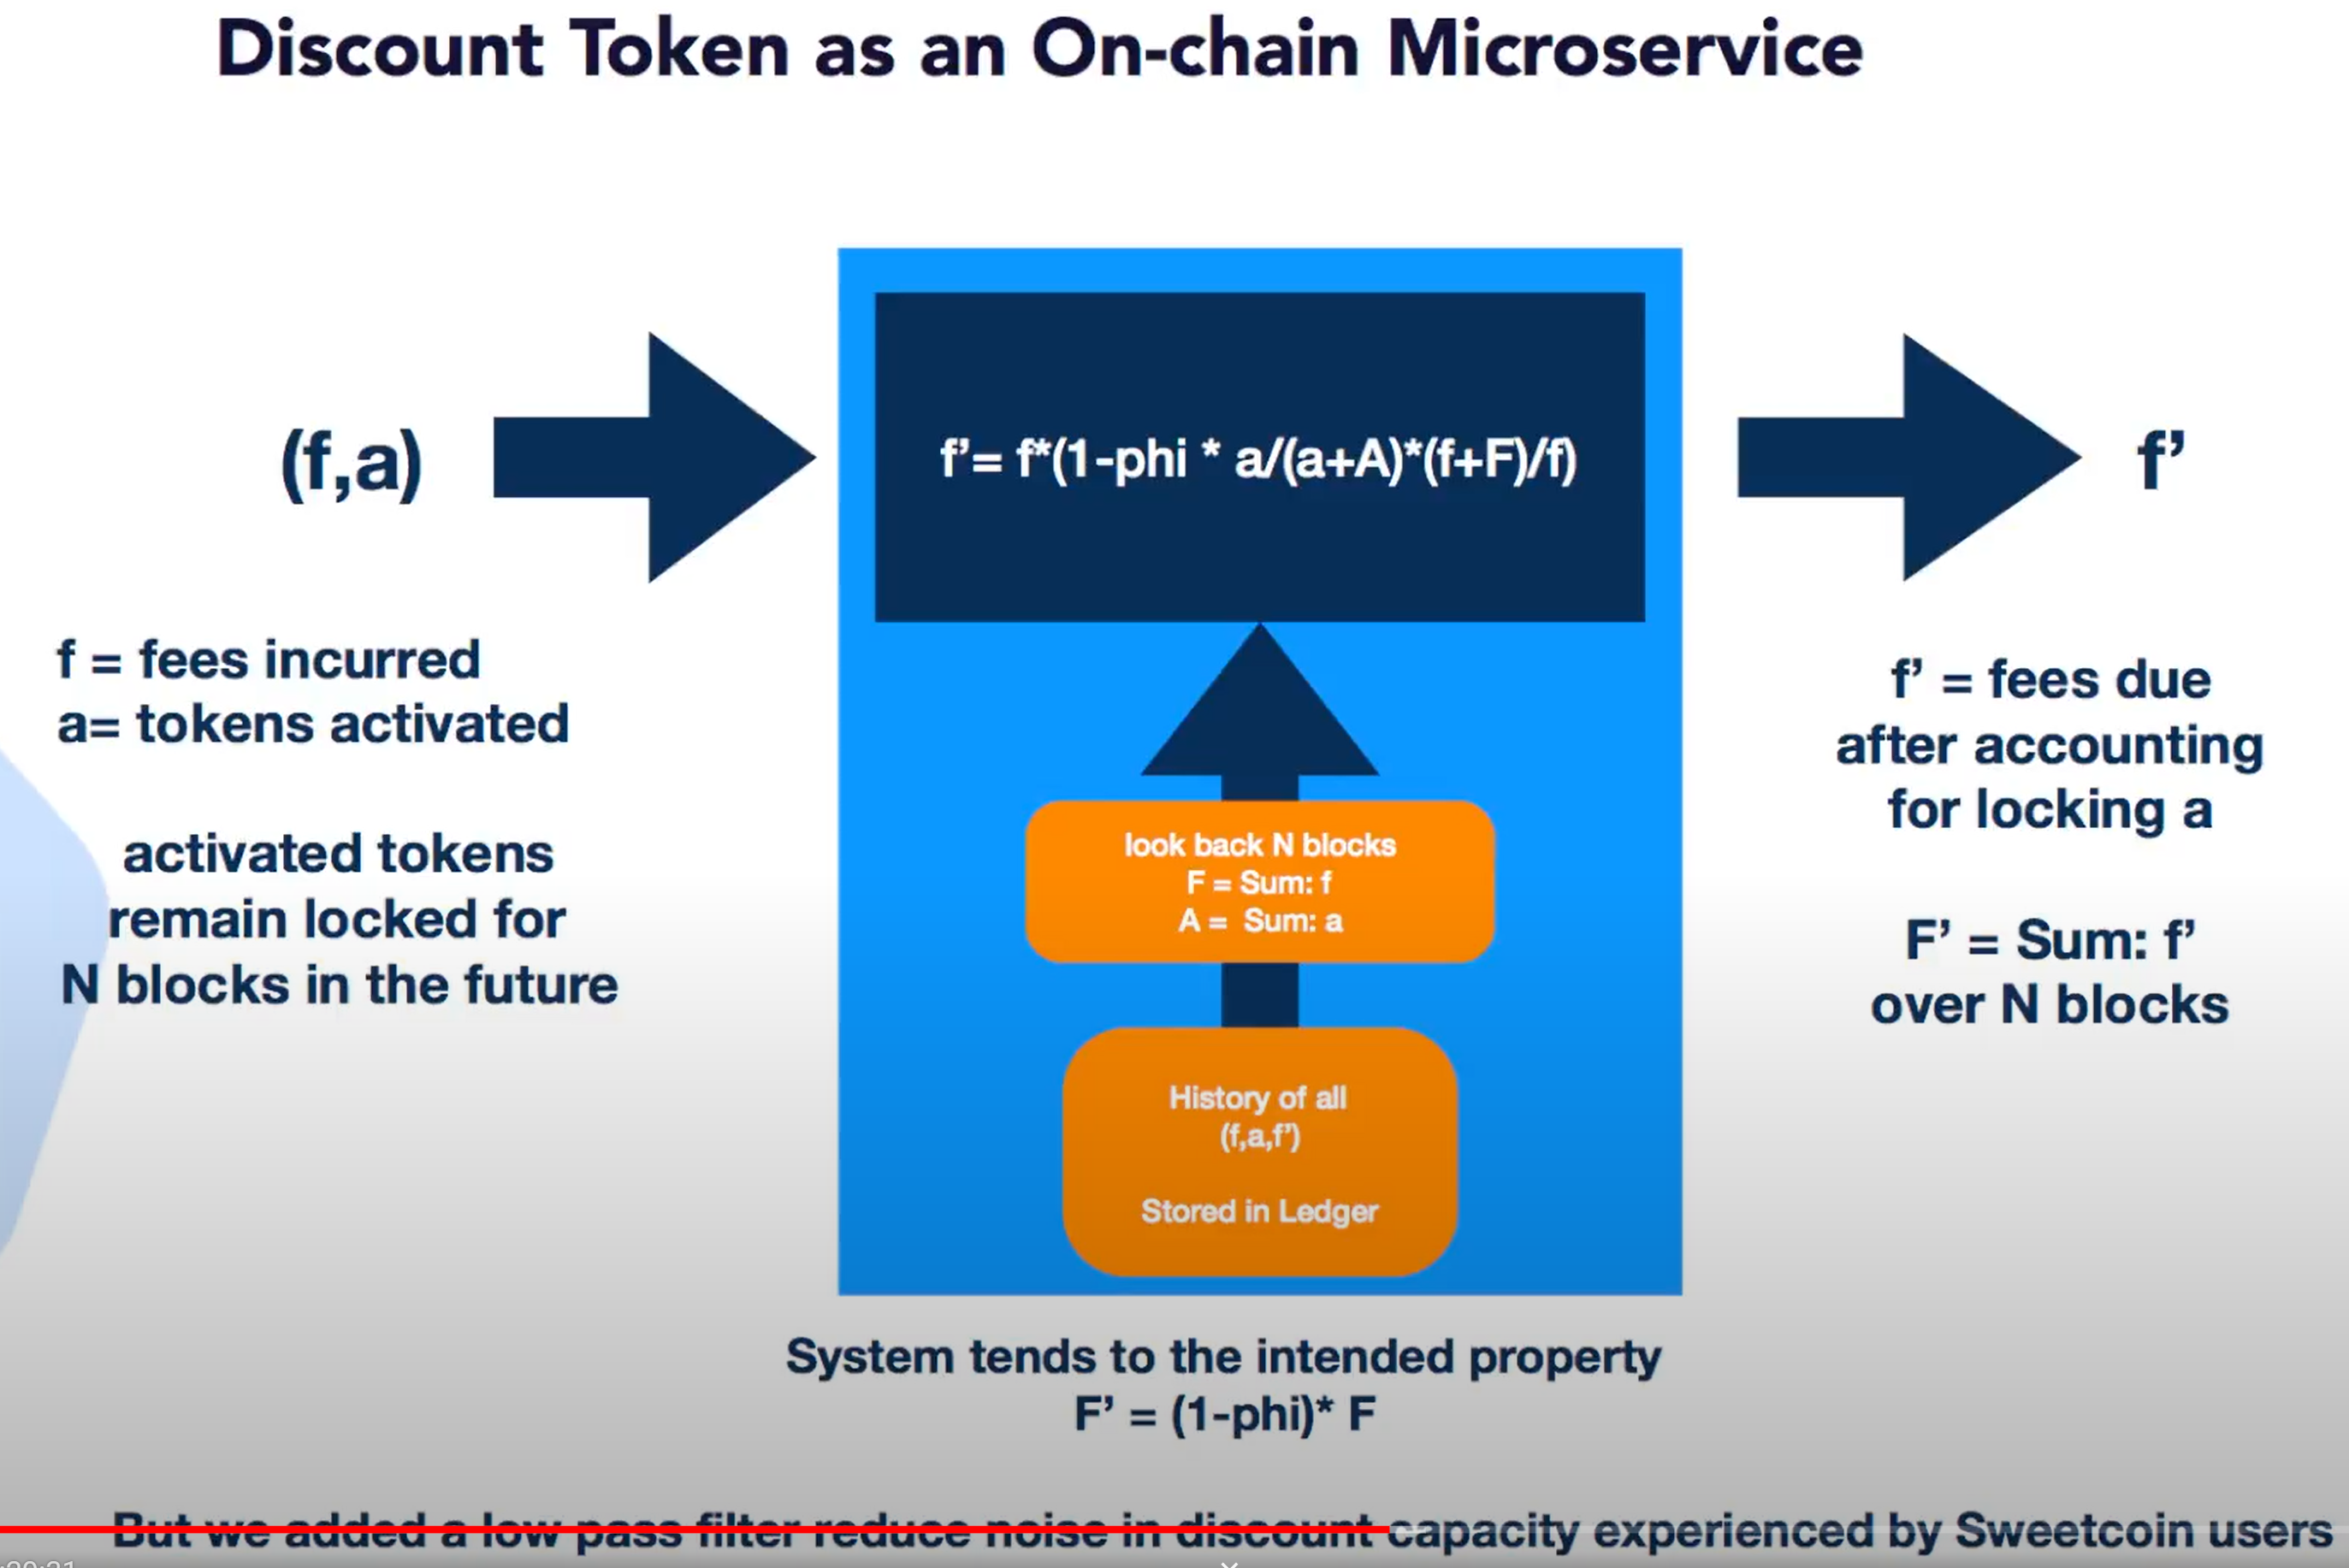 Discount Token as an On-chain Microservice
(f,a)
f = fees incurred
a= tokens activated
activated tokens
remain locked for
N blocks in the future
f’= f*(1-phi * a/(a+A)*(f+F)/f)
look back N blocks
F = Sum: f
A = Sum: a
History of all
(f,a,f’)
Stored in Ledger
f’
f’ = fees due
after accounting
for locking a
F’ = Sum: f’
over N blocks
System tends to the intended property
F’ = (1-phi)* F
But we added a low pass filter reduce noise in discount capacity experienced by Sweetcoin users